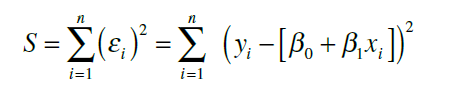 S = ∑_{i=1}^{n} (ε_i)^2 = ∑_{i=1}^{n} (y_i − [β_0 + β_1 x_i])^2